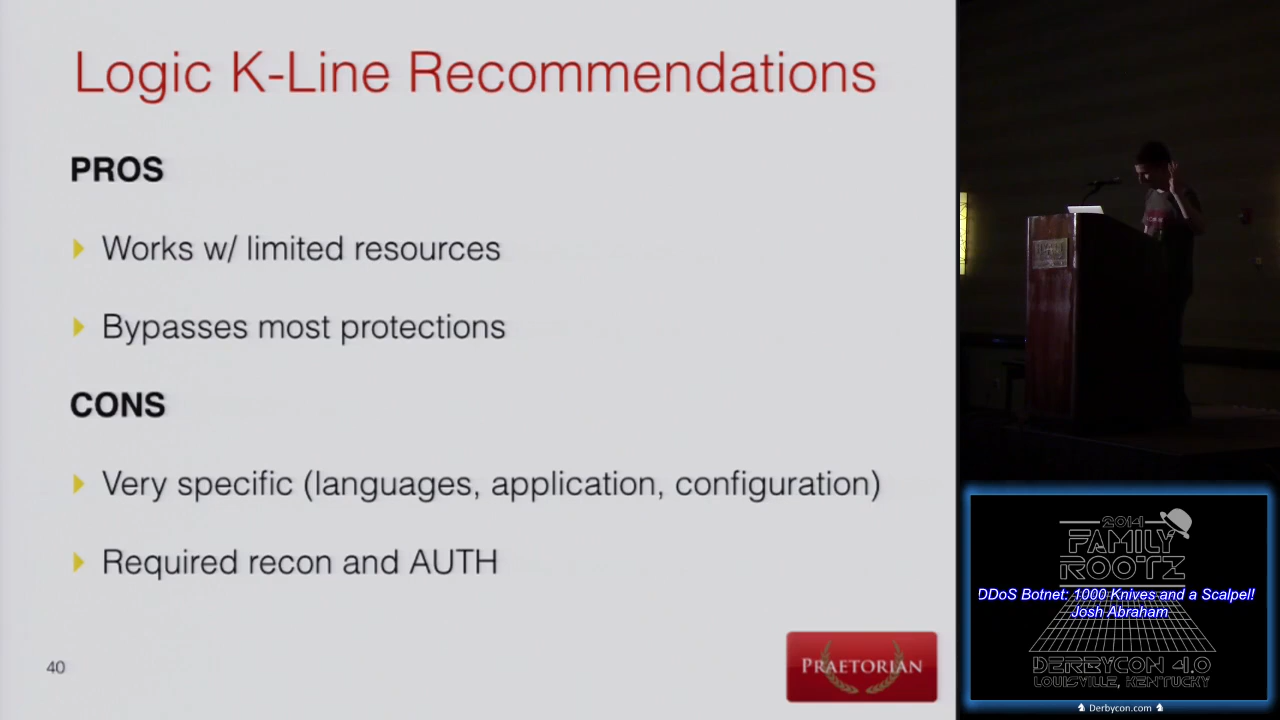 Logic K-Line Recommendations
PROS
Works w/ limited resources
Bypasses most protections
CONS
Very specific (languages, application, configuration)
Required recon and AUTH
40
PRAETORIAN
2014
FAMILY
ROOTZ
DDoS Botnet: 1000 Knives and a Scalpel!
Josh Abraham
DERBYCON 4.0
LOUISVILLE, KENTUCKY
Derbycon.com